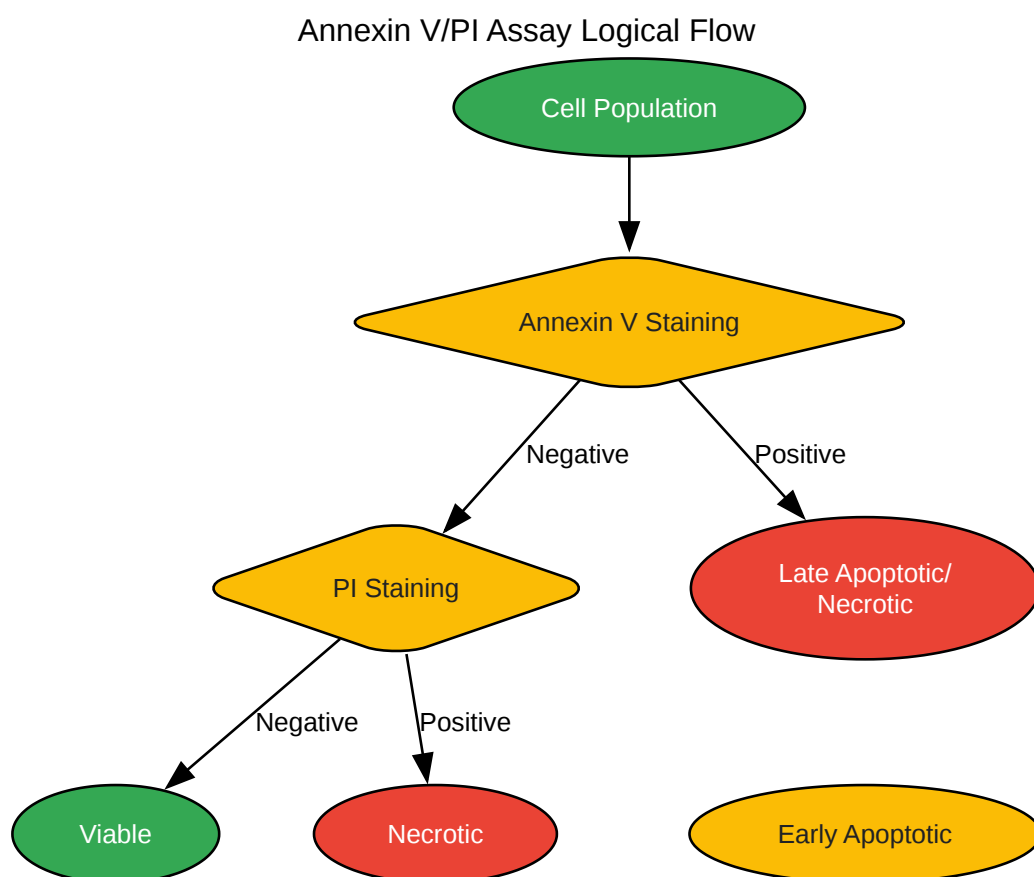 Annexin V/PI Assay Logical Flow
Cell Population
Annexin V Staining
Negative
Positive
PI Staining
Late Apoptotic/
Necrotic
Negative
Positive
Viable
Necrotic
Early Apoptotic